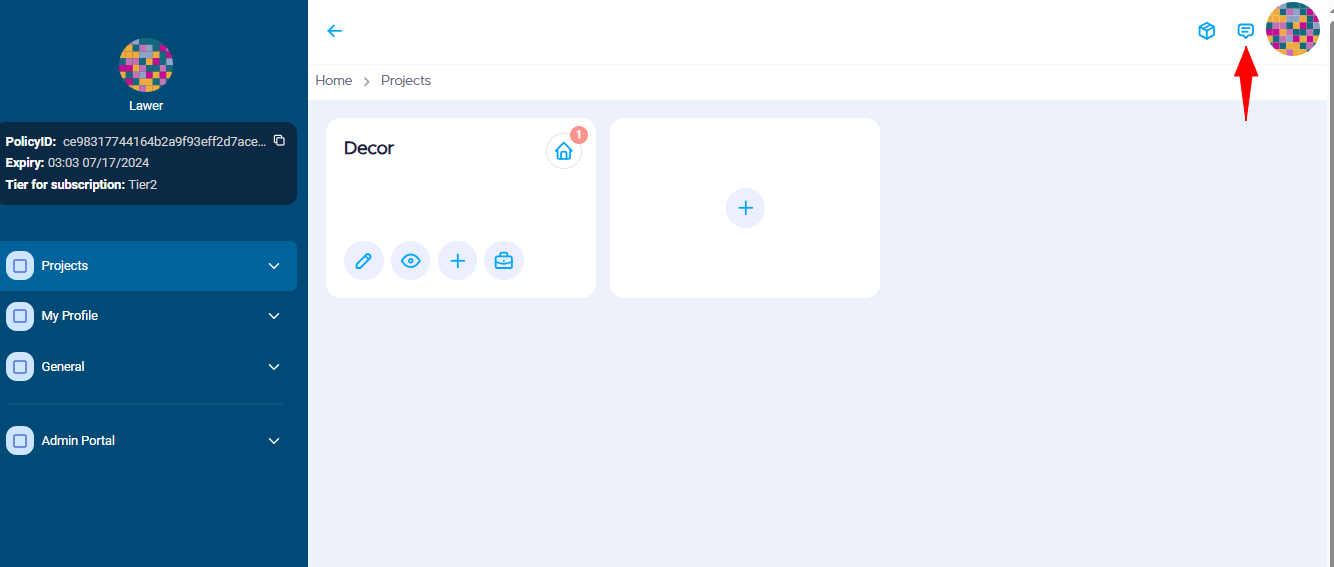 Lawer
PolicyID: ce98317744164b2a9f93eff2d7ace...
Expiry: 03:03 07/17/2024
Tier for subscription: Tier2
Projects
My Profile
General
Admin Portal
Home > Projects
Decor
1